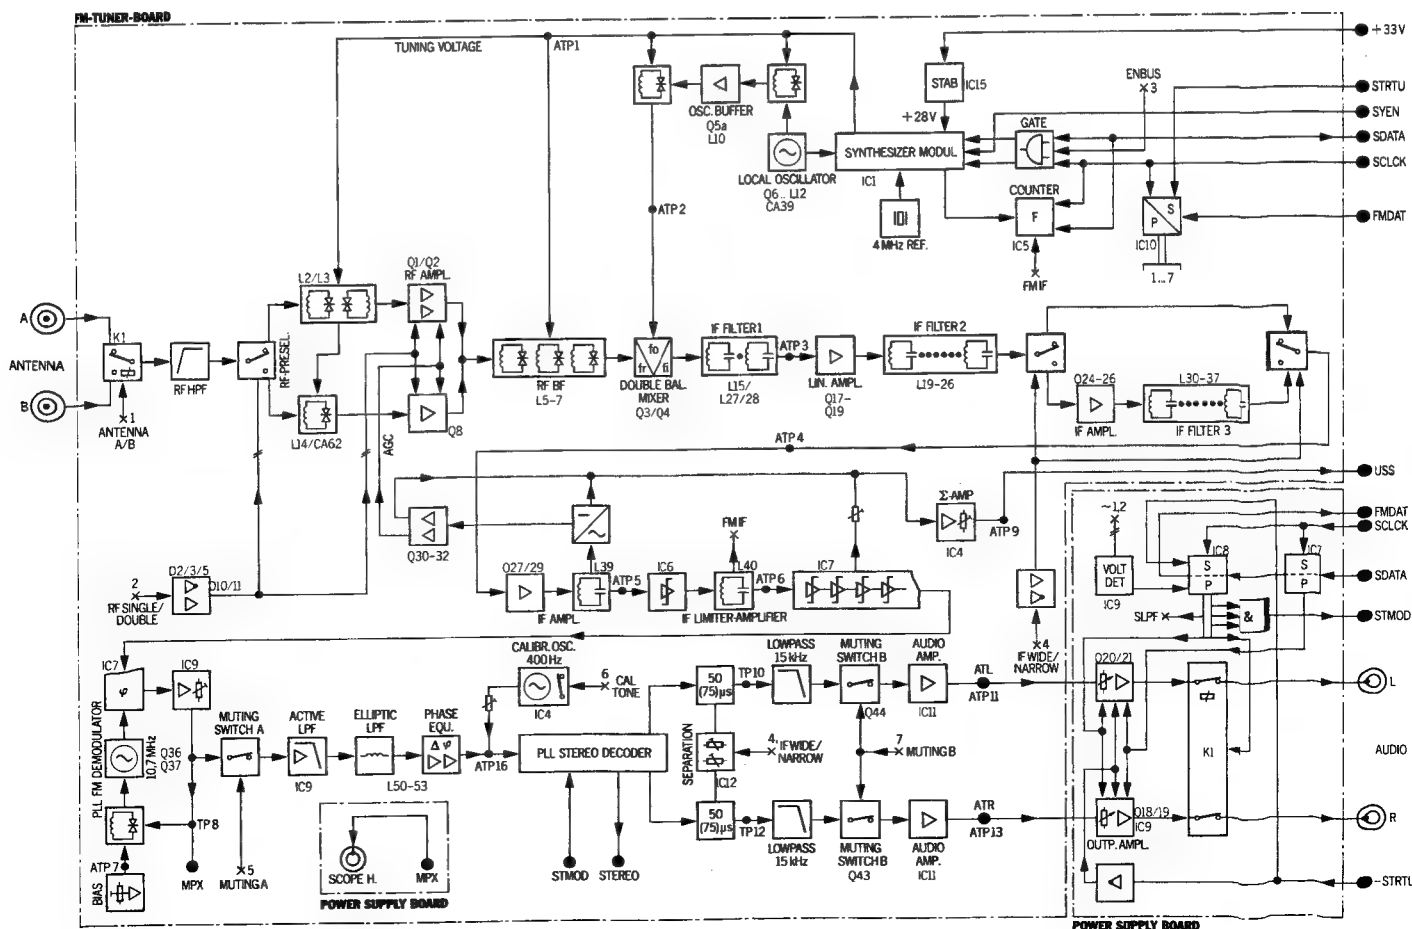 FM-TUNER-BOARD
+33V
TUNING VOLTAGE
ATP1
STAB
IC15
ENBUS
3
STRTU
SYEN
SDATA
SCLCK
FMDAT
OSC. BUFFER
Q5a
L10
+28V
GATE
SYNTHESIZER MODUL
IC1
LOCAL OSCILLATOR
Q6.. L12
CA39
COUNTER
F
IC5
S
P
IC10
1...7
4 MHz REF.
FM IF
ATP2
L2/L3
Q1/Q2
RF AMPL.
A
ANTENNA
B
K1
1
ANTENNA
A/B
RF HPF
RF-PRESEL.
L14/CA62
AGC
Q8
RF BF
L5-7
fo
fr
fi
DOUBLE BAL.
MIXER
Q3/Q4
IF FILTER 1
L15/
L27/28
ATP 3
LIN. AMPL.
Q17-
Q19
IF FILTER 2
L19-26
Q24-26
IF AMPL.
L30-37
IF FILTER 3
ATP 4
USS
Q30-32
Σ-AMP
IC4
ATP9
FM IF
2
RF SINGLE/
DOUBLE
D2/3/5
Q10/11
Q27/29
IF AMPL.
L39
ATP 5
IC6
L40
IF LIMITER-AMPLIFIER
ATP 6
IC7
4
IF WIDE/
NARROW
~1,2
VOLT
DET
IC9
IC8
S
P
IC7
S
P
FMDAT
SCLCK
SDATA
STMOD
SLPF
&
IC7
φ
IC9
PLL FM DEMODULATOR
10,7 MHz
Q36
Q37
ATP 7
BIAS
TP8
MPX
MUTING
SWITCH A
5
MUTING A
ACTIVE
LPF
IC9
ELLIPTIC
LPF
L50-53
PHASE
EQU.
Δ φ
ATP16
CALIBR. OSC.
400 Hz
IC4
6
CAL
TONE
PLL STEREO DECODER
STMOD
STEREO
SCOPE H.
MPX
POWER SUPPLY BOARD
50
(75) µs
TP10
SEPARATION
4
IF WIDE/
NARROW
IC12
50
(75) µs
TP12
LOWPASS
15 kHz
MUTING
SWITCH B
Q44
7
MUTING B
AUDIO
AMP.
IC11
ATL
ATP11
LOWPASS
15 kHz
MUTING
SWITCH B
Q43
AUDIO
AMP.
IC11
ATR
ATP13
Q20/21
K1
Q18/19
IC9
OUTP. AMPL.
L
AUDIO
R
-STRTU
POWER SUPPLY BOARD